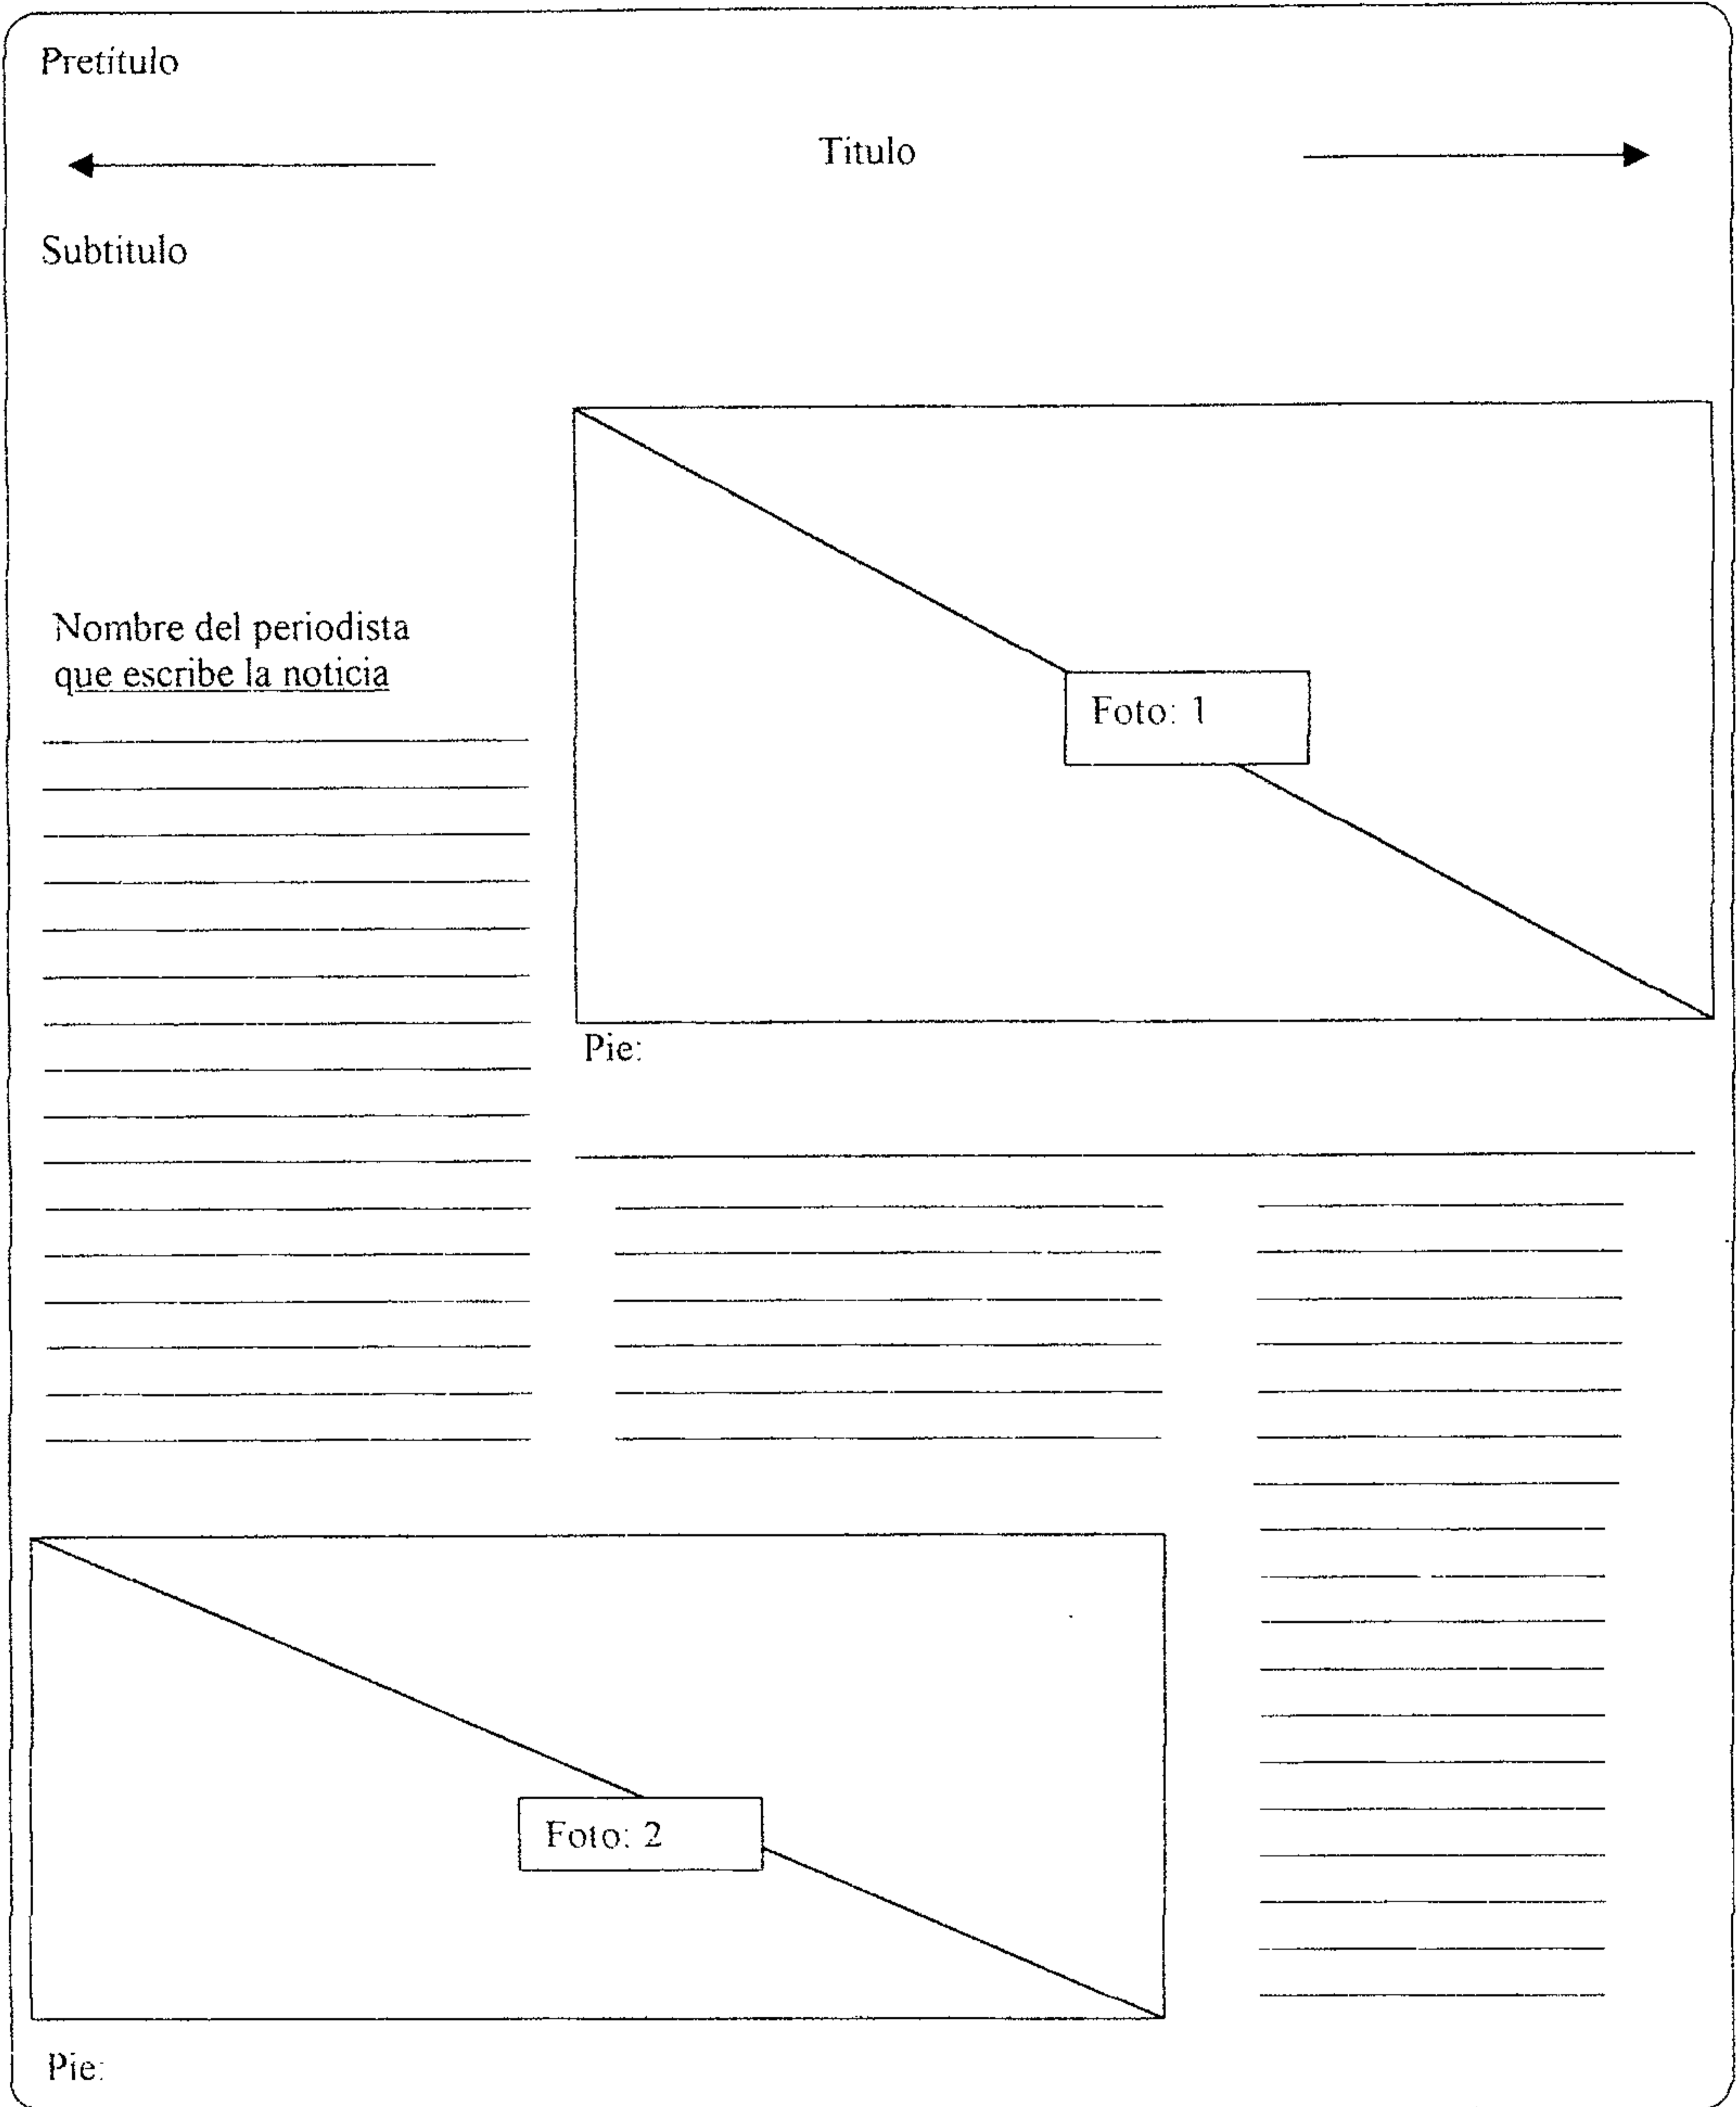 Pretítulo
Titulo
Subtitulo
Nombre del periodista
que escribe la noticia
Foto: 1
Pie:
Foto: 2
Pie: